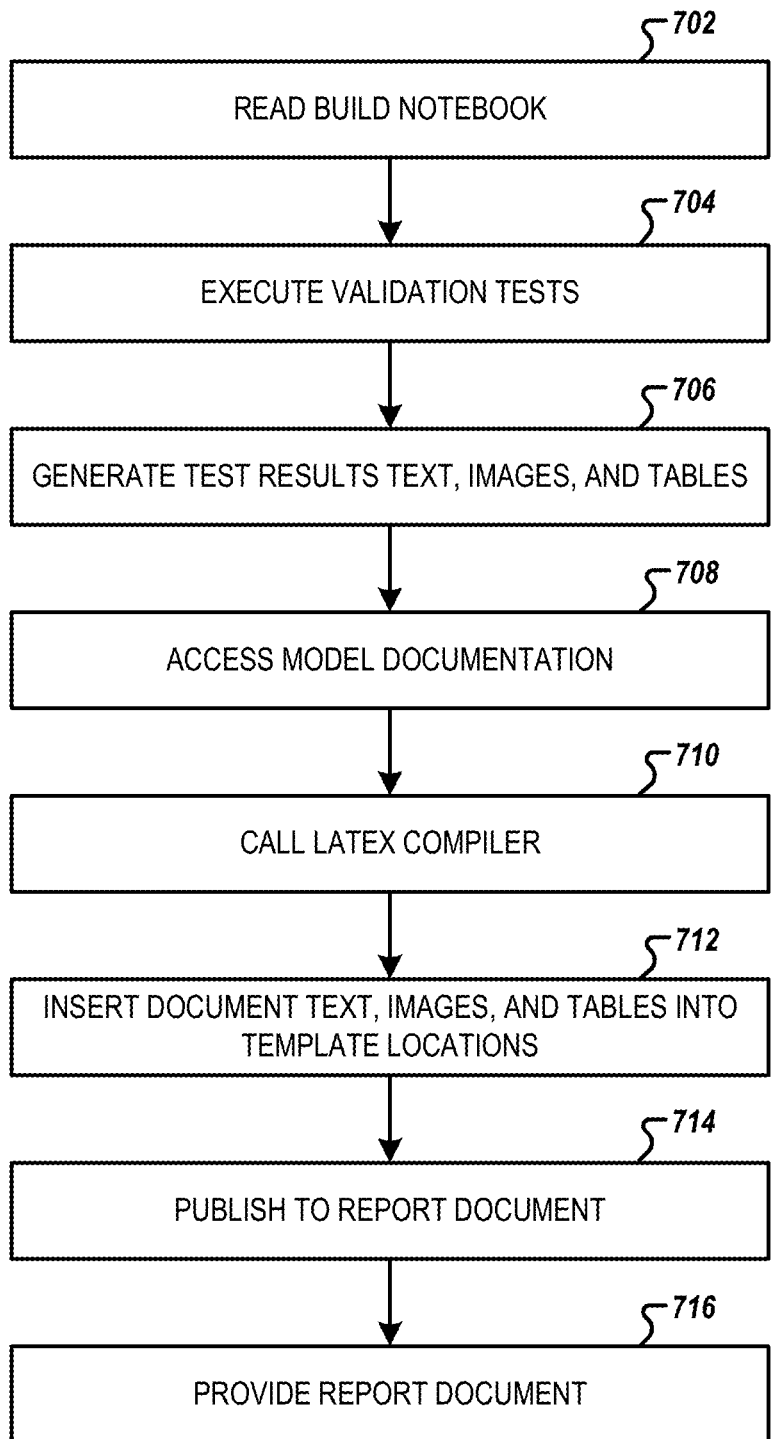 702
READ BUILD NOTEBOOK
704
EXECUTE VALIDATION TESTS
706
GENERATE TEST RESULTS TEXT, IMAGES, AND TABLES
708
ACCESS MODEL DOCUMENTATION
710
CALL LATEX COMPILER
712
INSERT DOCUMENT TEXT, IMAGES, AND TABLES INTO
TEMPLATE LOCATIONS
714
PUBLISH TO REPORT DOCUMENT
716
PROVIDE REPORT DOCUMENT